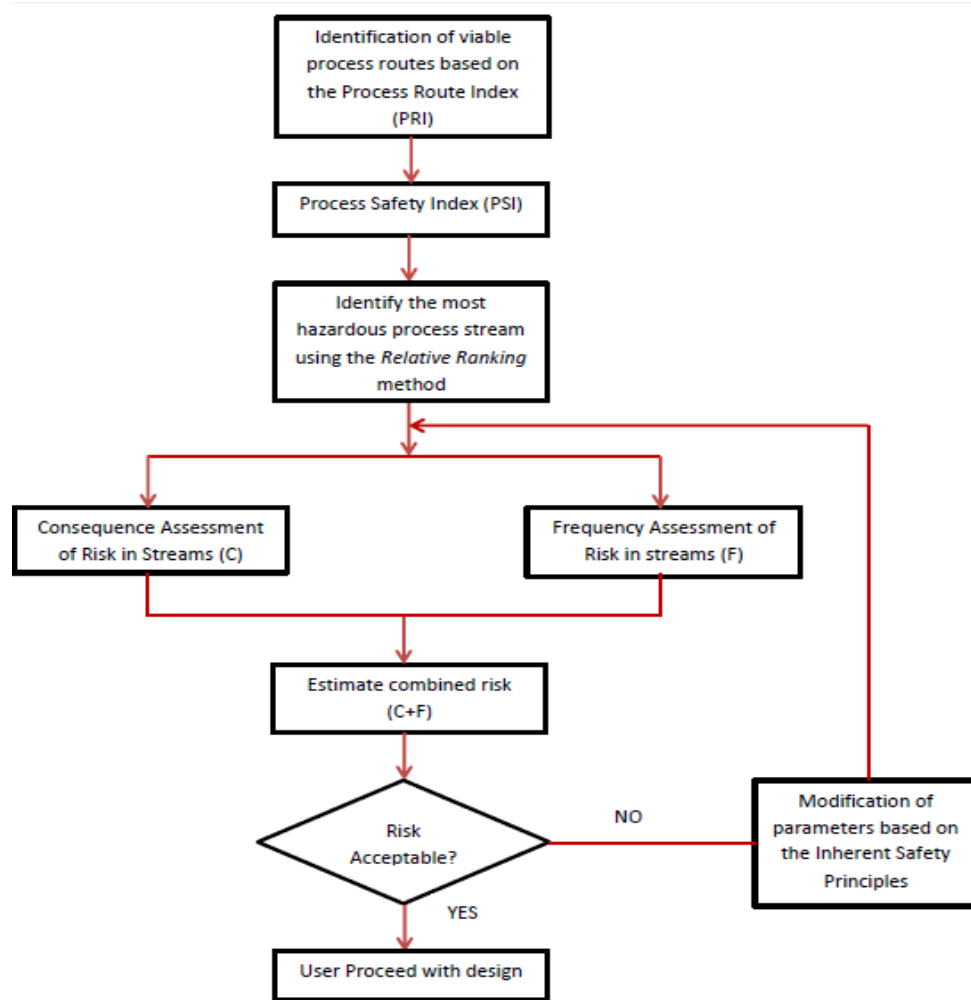 Identification of viable
process routes based on
the Process Route Index
(PRI)
Process Safety Index (PSI)
Identify the most
hazardous process stream
using the Relative Ranking
method
Consequence Assessment
of Risk in Streams (C)
Frequency Assessment of
Risk in streams (F)
Estimate combined risk
(C+F)
Risk
Acceptable?
NO
Modification of
parameters based on
the Inherent Safety
Principles
YES
User Proceed with design